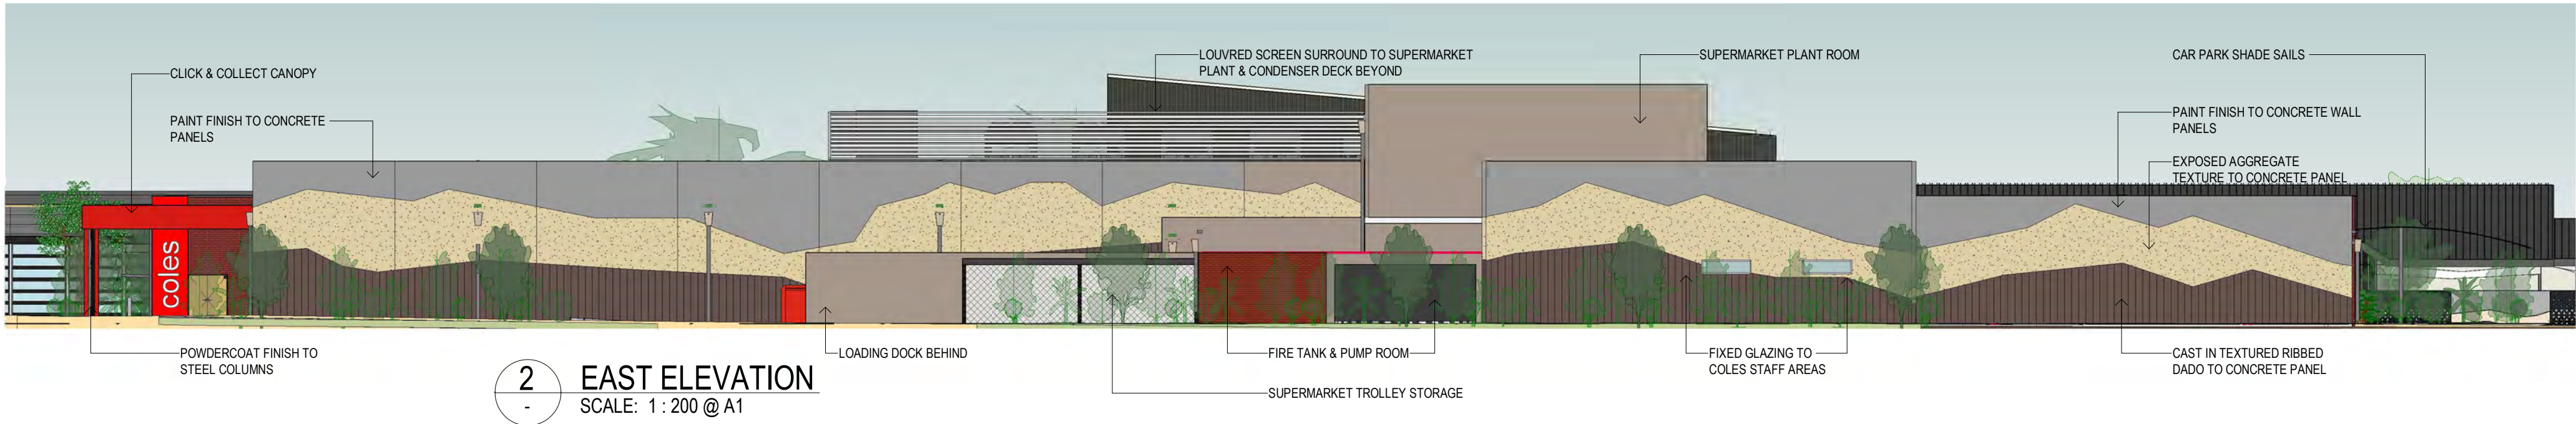 CLICK & COLLECT CANOPY
PAINT FINISH TO CONCRETE
PANELS
LOUVRED SCREEN SURROUND TO SUPERMARKET
PLANT & CONDENSER DECK BEYOND
SUPERMARKET PLANT ROOM
CAR PARK SHADE SAILS
PAINT FINISH TO CONCRETE WALL
PANELS
EXPOSED AGGREGATE
TEXTURE TO CONCRETE PANEL
coles
POWDERCOAT FINISH TO
STEEL COLUMNS
LOADING DOCK BEHIND
FIRE TANK & PUMP ROOM
SUPERMARKET TROLLEY STORAGE
FIXED GLAZING TO
COLES STAFF AREAS
CAST IN TEXTURED RIBBED
DADO TO CONCRETE PANEL
2
-
EAST ELEVATION
SCALE: 1 : 200 @ A1